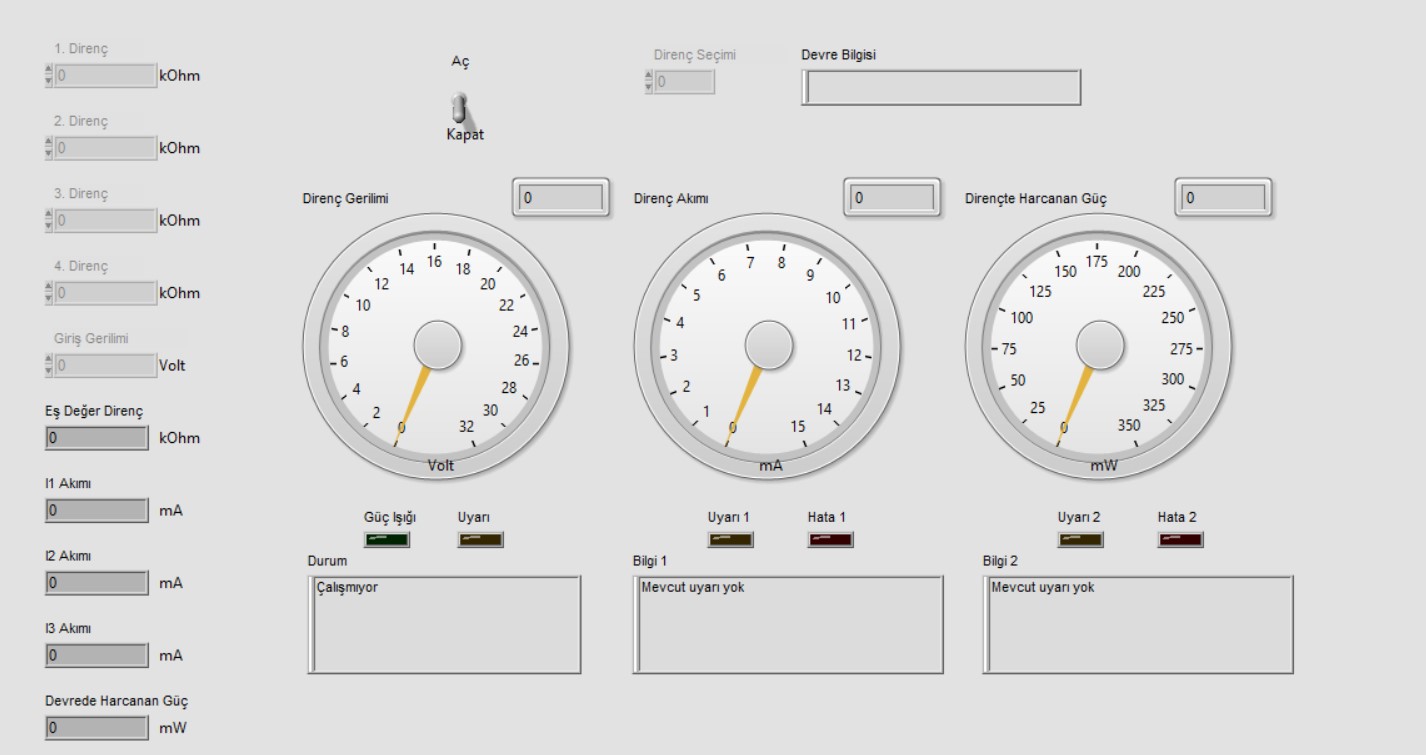 1. Direnç
0
kOhm
2. Direnç
0
kOhm
3. Direnç
0
kOhm
4. Direnç
0
kOhm
Giriş Gerilimi
0
Volt
Eş Değer Direnç
0
kOhm
I1 Akımı
0
mA
I2 Akımı
0
mA
I3 Akımı
0
mA
Devrede Harcanan Güç
0
mW
Aç
Kapat
Direnç Seçimi
0
Devre Bilgisi
Direnç Gerilimi
0
0
2
4
6
8
10
12
14
16
18
20
22
24
26
28
30
32
Volt
Direnç Akımı
0
0
1
2
3
4
5
6
7
8
9
10
11
12
13
14
15
mA
Dirençte Harcanan Güç
0
0
25
50
75
100
125
150
175
200
225
250
275
300
325
350
mW
Güç Işığı
Uyarı
Durum
Çalışmıyor
Uyarı 1
Hata 1
Bilgi 1
Mevcut uyarı yok
Uyarı 2
Hata 2
Bilgi 2
Mevcut uyarı yok